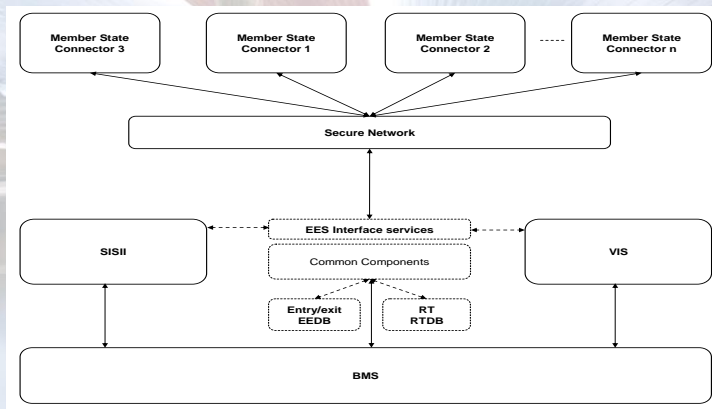 Member State
Connector 3
Member State
Connector 1
Member State
Connector 2
Member State
Connector n
Secure Network
EES Interface services
SISII
Common Components
VIS
Entry/exit
EEDB
RT
RTDB
BMS